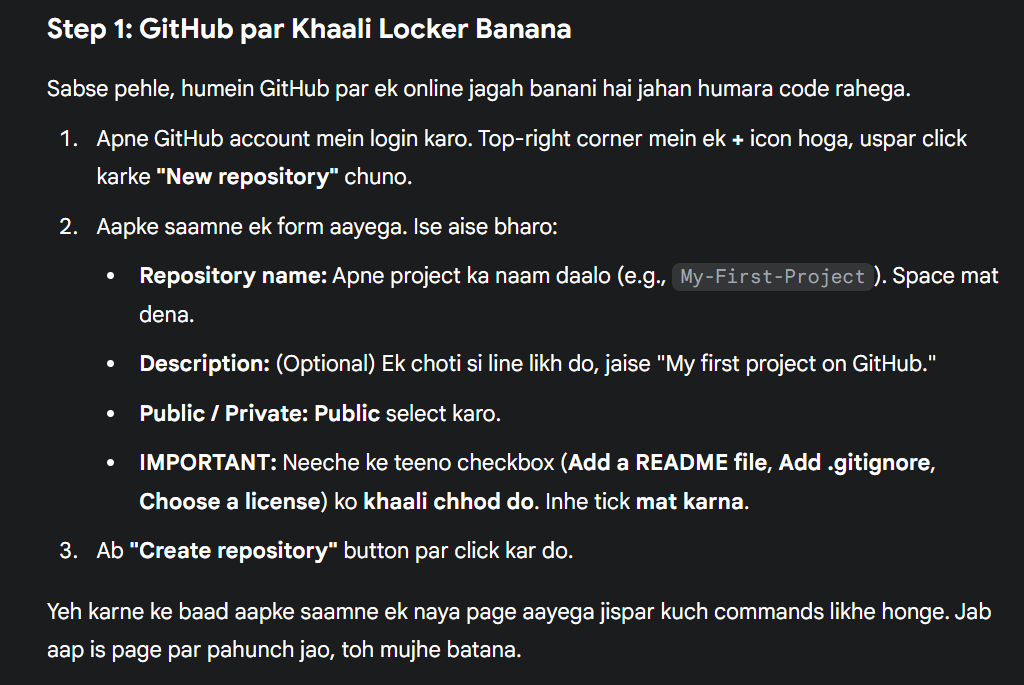 Step 1: GitHub par Khaali Locker Banana
Sabse pehle, humein GitHub par ek online jagah banani hai jahan humara code rahega.
1. Apne GitHub account mein login karo. Top-right corner mein ek + icon hoga, uspar click
karke "New repository" chuno.
2. Aapke saamne ek form aayega. Ise aise bharo:
• Repository name: Apne project ka naam daalo (e.g., My-First-Project ). Space mat
dena.
• Description: (Optional) Ek choti si line likh do, jaise "My first project on GitHub."
• Public / Private: Public select karo.
• IMPORTANT: Neeche ke teeno checkbox (Add a README file, Add .gitignore,
Choose a license) ko khaali chhod do. Inhe tick mat karna.
3. Ab "Create repository" button par click kar do.
Yeh karne ke baad aapke saamne ek naya page aayega jispar kuch commands likhe honge. Jab
aap is page par pahunch jao, toh mujhe batana.